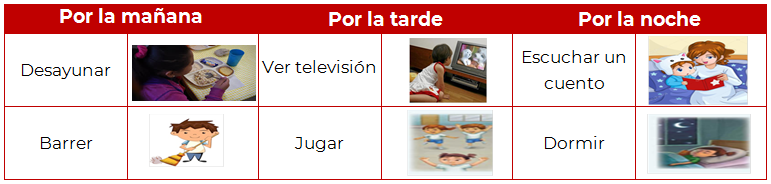 Por la mañana
Por la tarde
Por la noche
Desayunar
Ver televisión
Escuchar un
cuento
Barrer
Jugar
Dormir